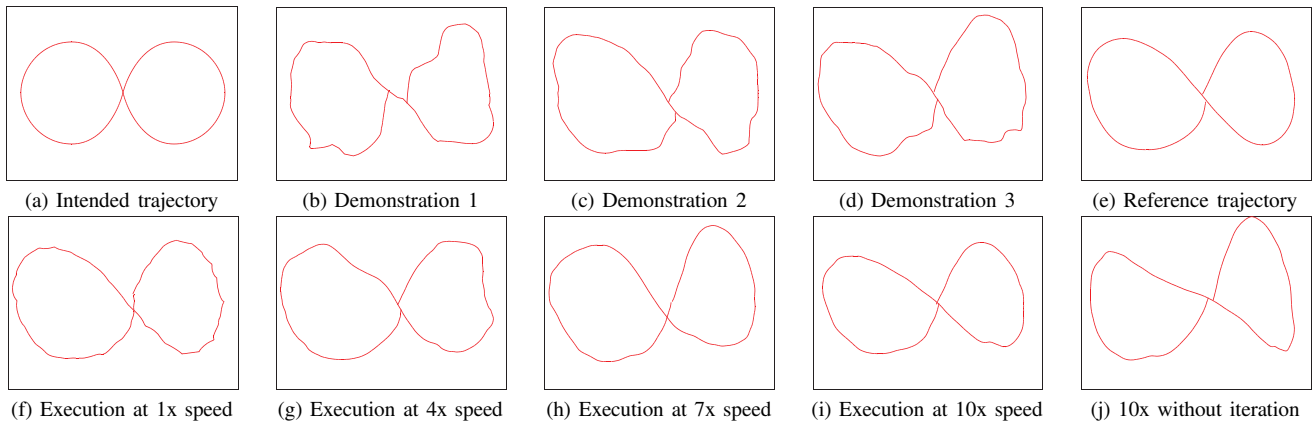 (a) Intended trajectory
(b) Demonstration 1
(c) Demonstration 2
(d) Demonstration 3
(e) Reference trajectory
(f) Execution at 1x speed
(g) Execution at 4x speed
(h) Execution at 7x speed
(i) Execution at 10x speed
(j) 10x without iteration